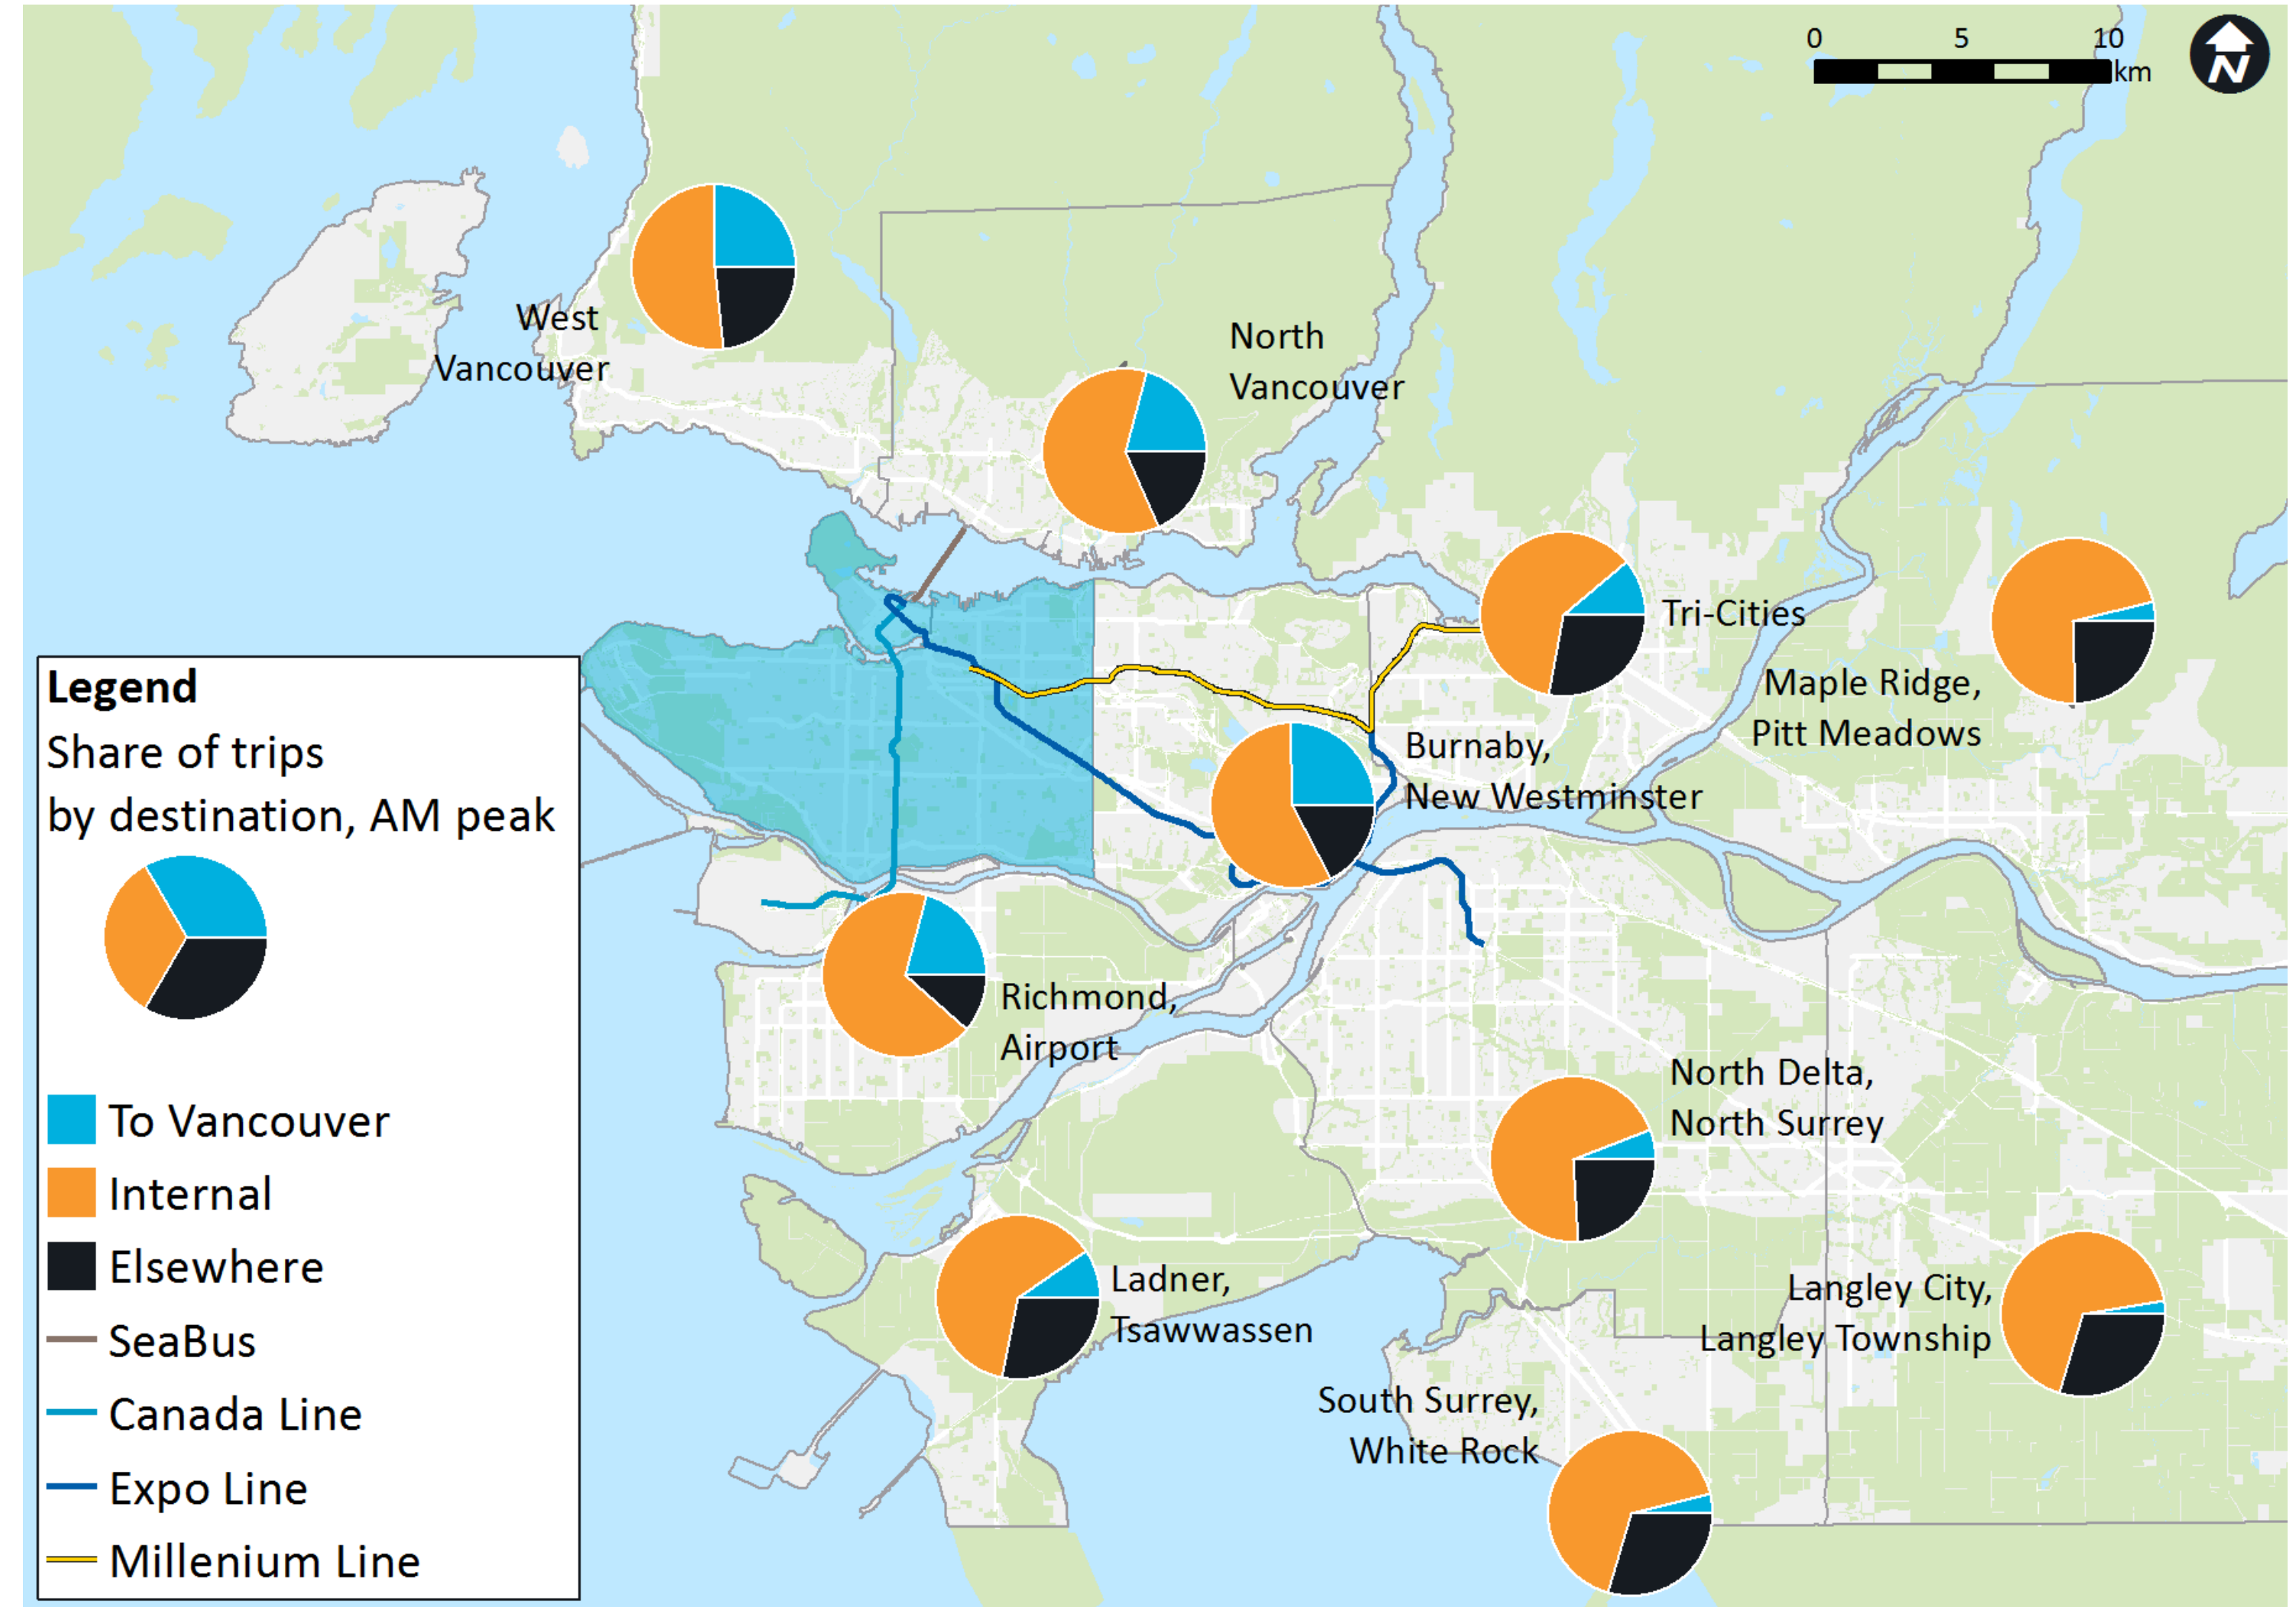 0 5 10
km
N
West
Vancouver
North
Vancouver
Tri-Cities
Maple Ridge,
Pitt Meadows
Burnaby,
New Westminster
Richmond,
Airport
North Delta,
North Surrey
Ladner,
Tsawwassen
Langley City,
Langley Township
South Surrey,
White Rock
Legend
Share of trips
by destination, AM peak
To Vancouver
Internal
Elsewhere
SeaBus
Canada Line
Expo Line
Millenium Line